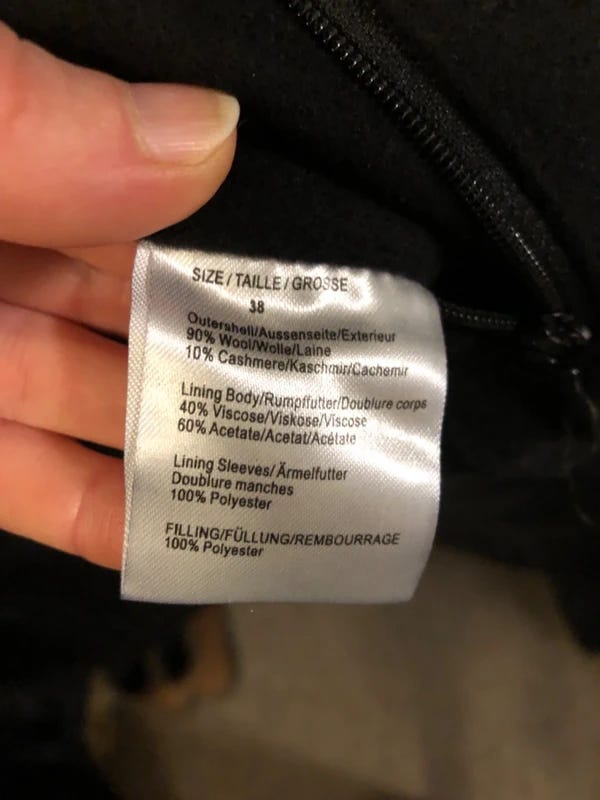 SIZE/TAILLE/GROSSE
38
Outershell/Aussenseite/Exterieur
90% Wool/Wolle/Laine
10% Cashmere/Kaschmir/Cachemir
Lining Body/Rumpffutter/Doublure corps
40% Viscose/Viskose/Viscose
60% Acetate/Acetat/Acétate
Lining Sleeves/Ärmelfutter
Doublure manches
100% Polyester
FILLING/FÜLLUNG/REMBOURRAGE
100% Polyester